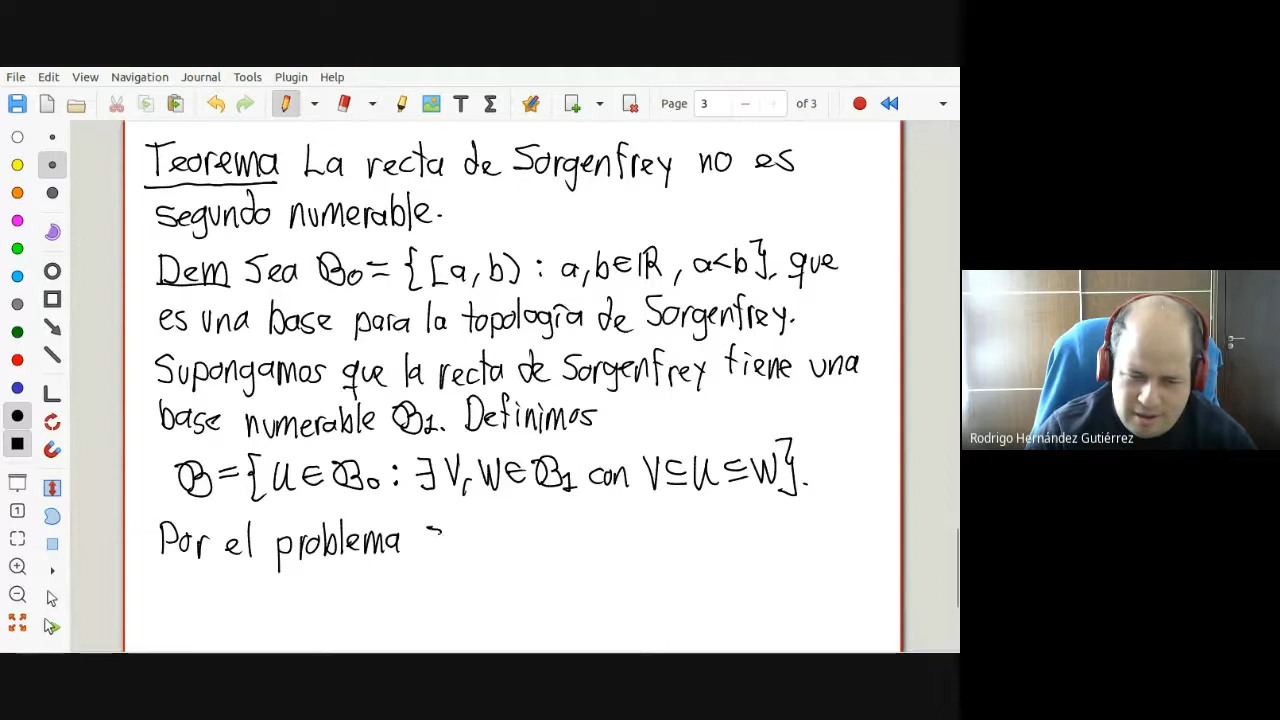 File Edit View Navigation Journal Tools Plugin Help
Page 3 of 3
Teorema La recta de Sorgenfrey no es
segundo numerable.
Dem Sea B₀ = {[a, b) : a, b ∈ ℝ, a<b}, que
es una base para la topología de Sorgenfrey.
Supongamos que la recta de Sorgenfrey tiene una
base numerable B₁. Definimos
B = {U ∈ B₀ : ∃ V, W ∈ B₁ con V ⊆ U ⊆ W}.
Por el problema
Rodrigo Hernández Gutiérrez